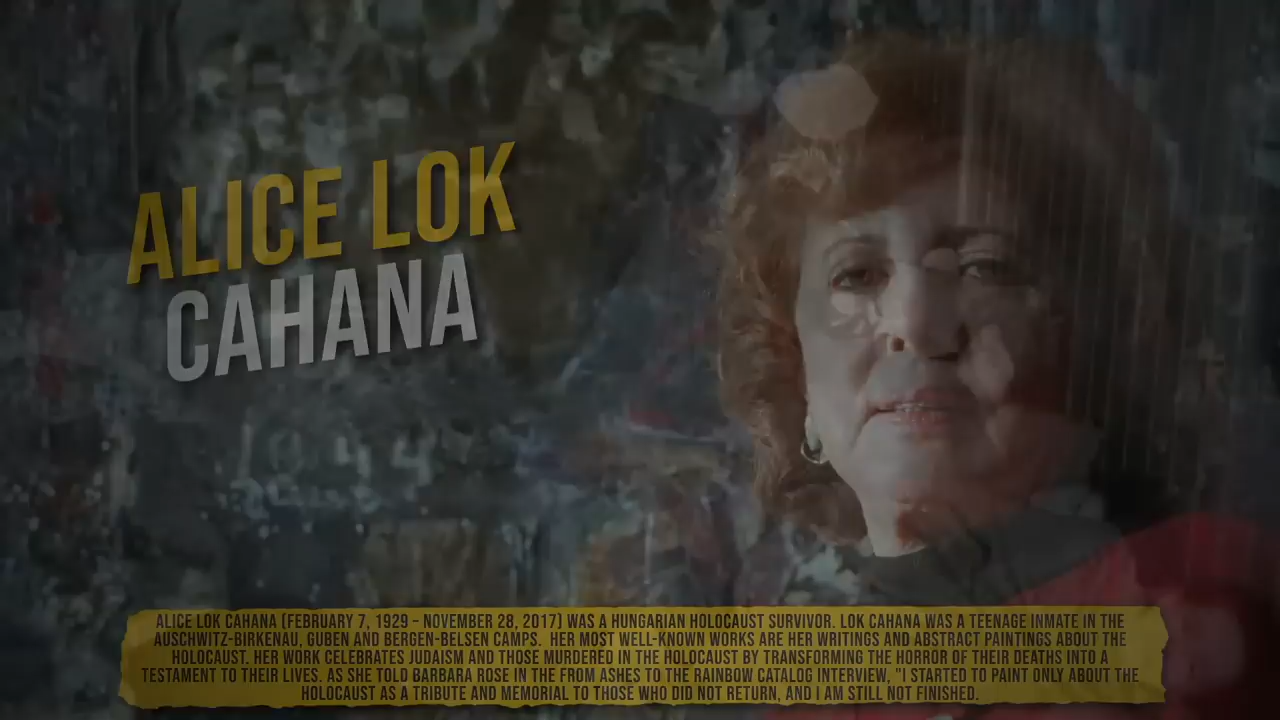 ALICE LOK
CAHANA
1944
ALICE LOK CAHANA (FEBRUARY 7, 1929 – NOVEMBER 28, 2017) WAS A HUNGARIAN HOLOCAUST SURVIVOR. LOK CAHANA WAS A TEENAGE INMATE IN THE
AUSCHWITZ-BIRKENAU, GUBEN AND BERGEN-BELSEN CAMPS. HER MOST WELL-KNOWN WORKS ARE HER WRITINGS AND ABSTRACT PAINTINGS ABOUT THE
HOLOCAUST. HER WORK CELEBRATES JUDAISM AND THOSE MURDERED IN THE HOLOCAUST BY TRANSFORMING THE HORROR OF THEIR DEATHS INTO A
TESTAMENT TO THEIR LIVES. AS SHE TOLD BARBARA ROSE IN THE FROM ASHES TO THE RAINBOW CATALOG INTERVIEW, "I STARTED TO PAINT ONLY ABOUT THE
HOLOCAUST AS A TRIBUTE AND MEMORIAL TO THOSE WHO DID NOT RETURN, AND I AM STILL NOT FINISHED.